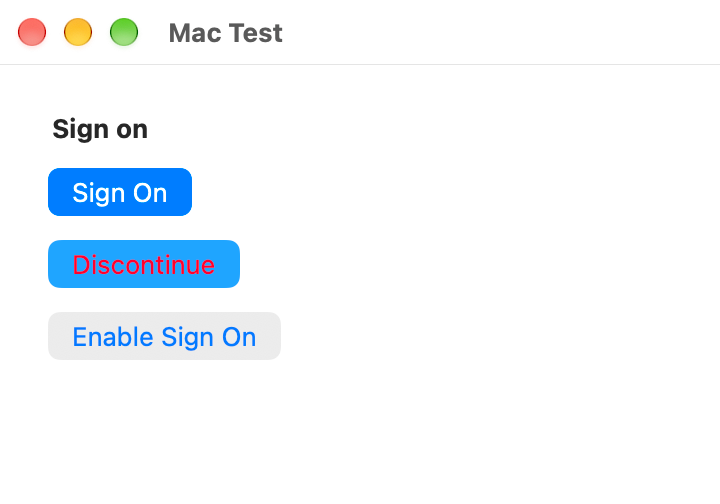 Mac Test
Sign on
Sign On
Discontinue
Enable Sign On